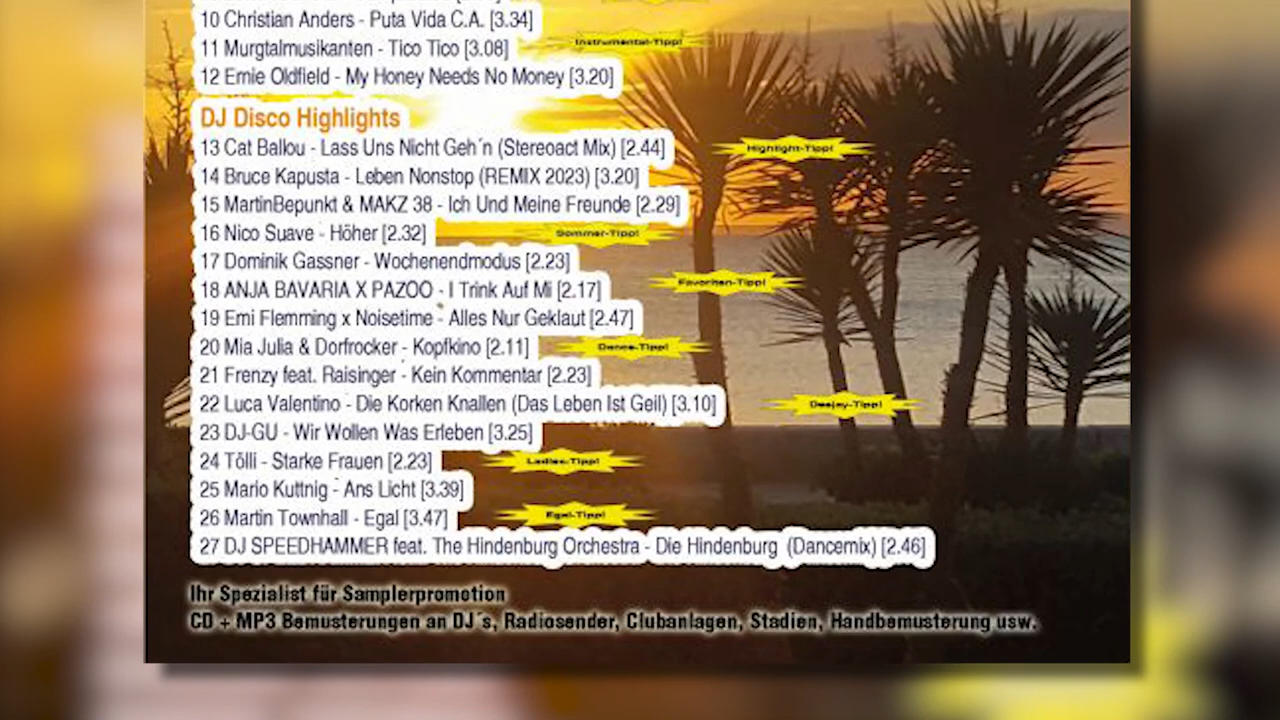 10 Christian Anders - Puta Vida C.A. [3.34]
11 Murgtalmusikanten - Tico Tico [3.08]
Instrumental-Tipp!
12 Ernie Oldfield - My Honey Needs No Money [3.20]
DJ Disco Highlights
13 Cat Ballou - Lass Uns Nicht Geh´n (Stereoact Mix) [2.44]
Highlight-Tipp!
14 Bruce Kapusta - Leben Nonstop (REMIX 2023) [3.20]
15 MartinBepunkt & MAKZ 38 - Ich Und Meine Freunde [2.29]
16 Nico Suave - Höher [2.32]
Sommer-Tipp!
17 Dominik Gassner - Wochenendmodus [2.23]
18 ANJA BAVARIA X PAZOO - I Trink Auf Mi [2.17]
Favoriten-Tipp!
19 Emi Flemming x Noisetime - Alles Nur Geklaut [2.47]
20 Mia Julia & Dorfrocker - Kopfkino [2.11]
Dance-Tipp!
21 Frenzy feat. Raisinger - Kein Kommentar [2.23]
22 Luca Valentino - Die Korken Knallen (Das Leben Ist Geil) [3.10]
Deejay-Tipp!
23 DJ-GU - Wir Wollen Was Erleben [3.25]
24 Tölli - Starke Frauen [2.23]
Ladies-Tipp!
25 Mario Kuttnig - Ans Licht [3.39]
26 Martin Townhall - Egal [3.47]
Egal-Tipp!
27 DJ SPEEDHAMMER feat. The Hindenburg Orchestra - Die Hindenburg (Dancemix) [2.46]
Ihr Spezialist für Samplerpromotion
CD + MP3 Bemusterungen an DJ´s, Radiosender, Clubanlagen, Stadien, Handbemusterung usw.